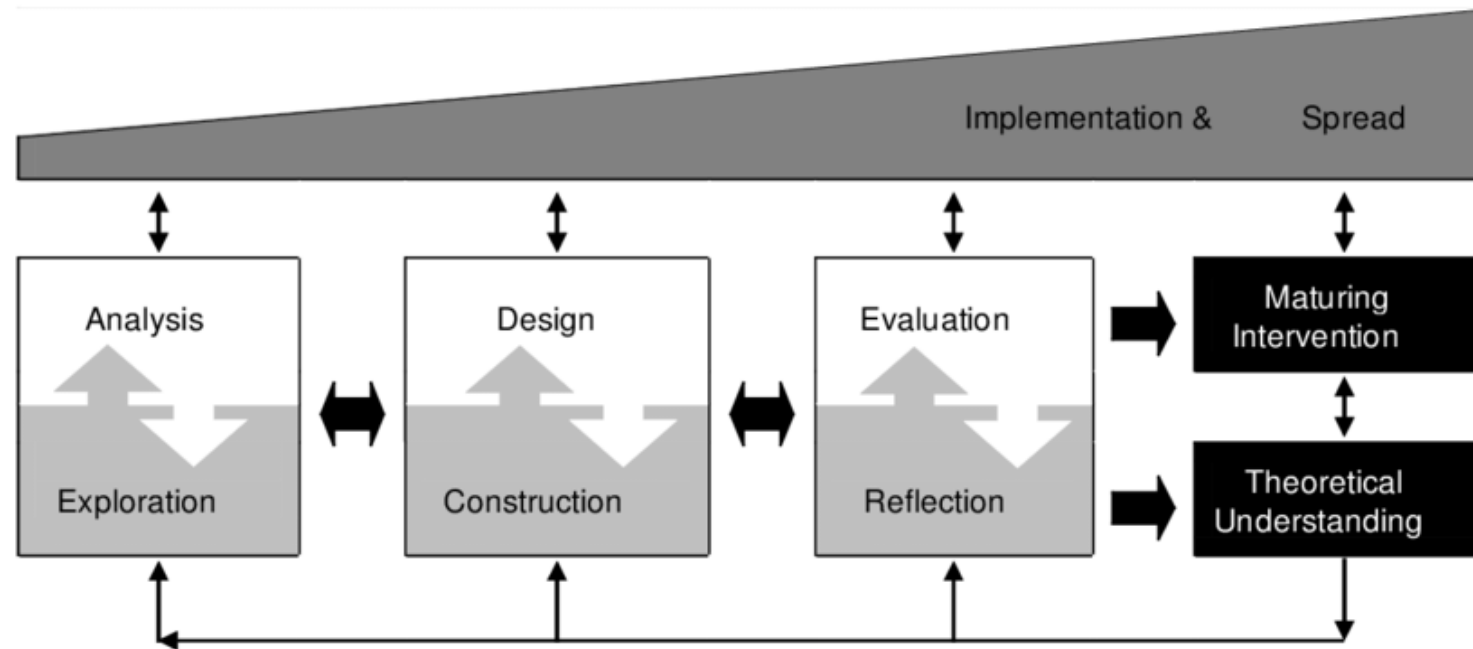 Implementation & Spread
Analysis
Design
Evaluation
Maturing
Intervention
Exploration
Construction
Reflection
Theoretical
Understanding